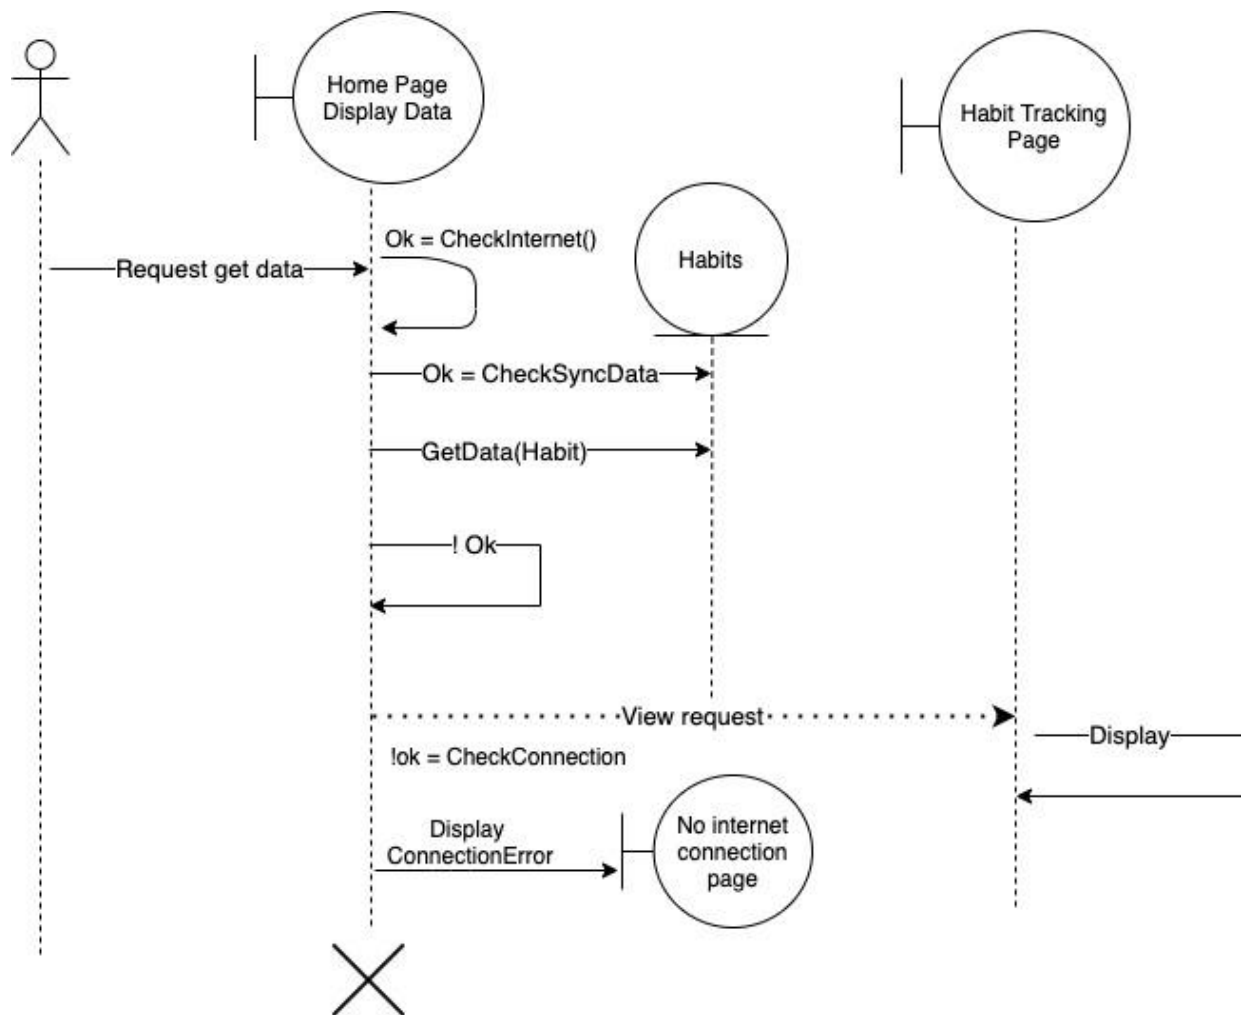 Home Page
Display Data
Habit Tracking
Page
Ok = CheckInternet()
Request get data
Habits
Ok = CheckSyncData
GetData(Habit)
! Ok
View request
Display
!ok = CheckConnection
Display
ConnectionError
No internet
connection
page